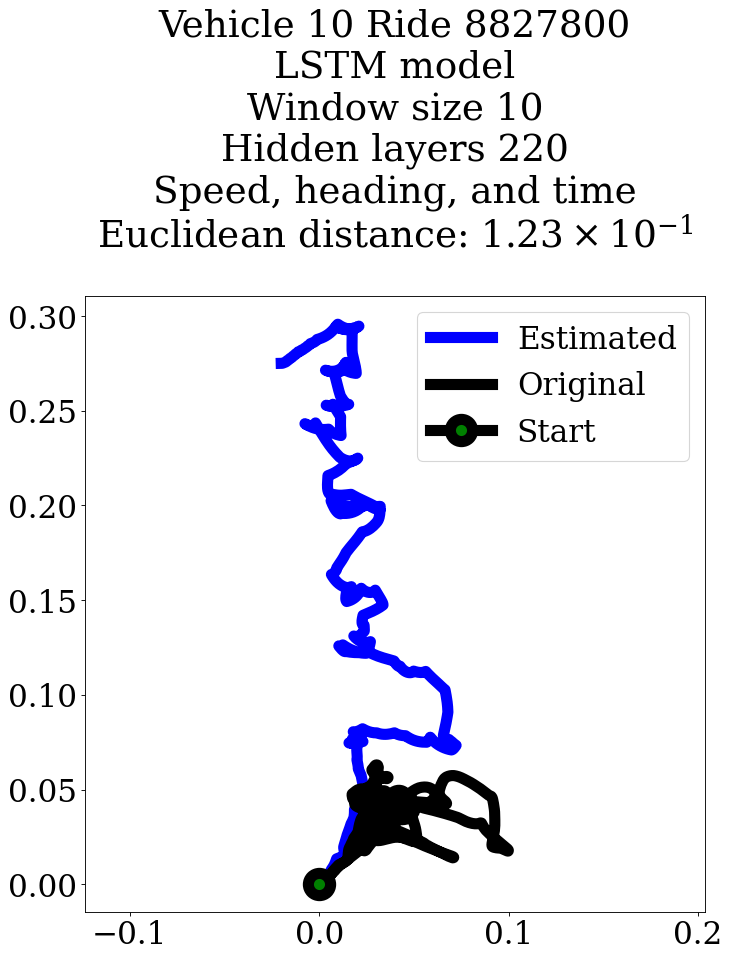 Vehicle 10 Ride 8827800
LSTM model
Window size 10
Hidden layers 220
Speed, heading, and time
Euclidean distance: 1.23 × 10⁻¹
0.30
0.25
0.20
0.15
0.10
0.05
0.00
Estimated
Original
Start
−0.1
0.0
0.1
0.2